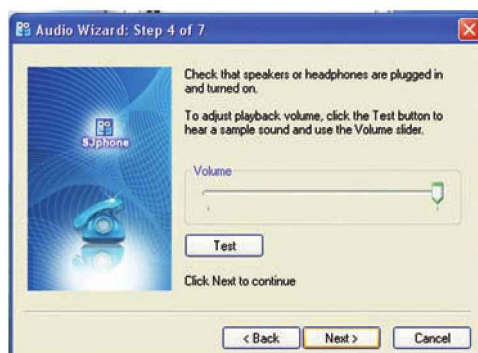 Audio Wizard: Step 4 of 7
SJphone
Check that speakers or headphones are plugged in
and turned on.
To adjust playback volume, click the Test button to
hear a sample sound and use the Volume slider.
Volume
Test
Click Next to continue
< Back
Next >
Cancel